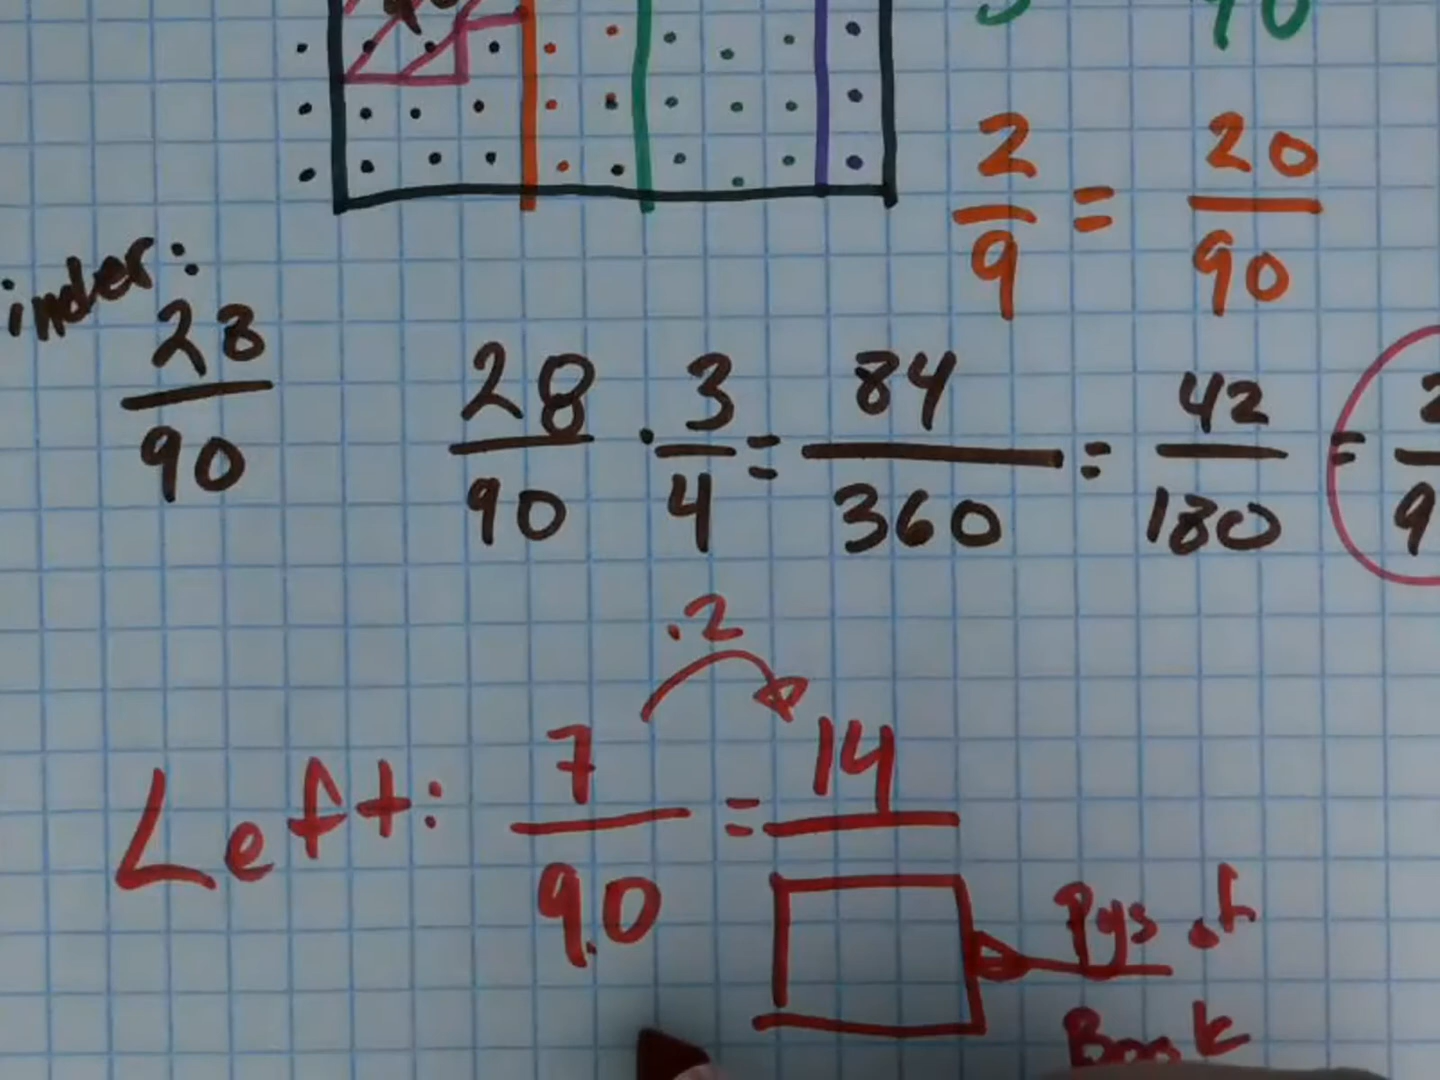 2/9 = 20/90
inder:
28/90
28/90 · 3/4 = 84/360 = 42/180 =
.2
Left: 7/90 = 14/
Pgs of
Book